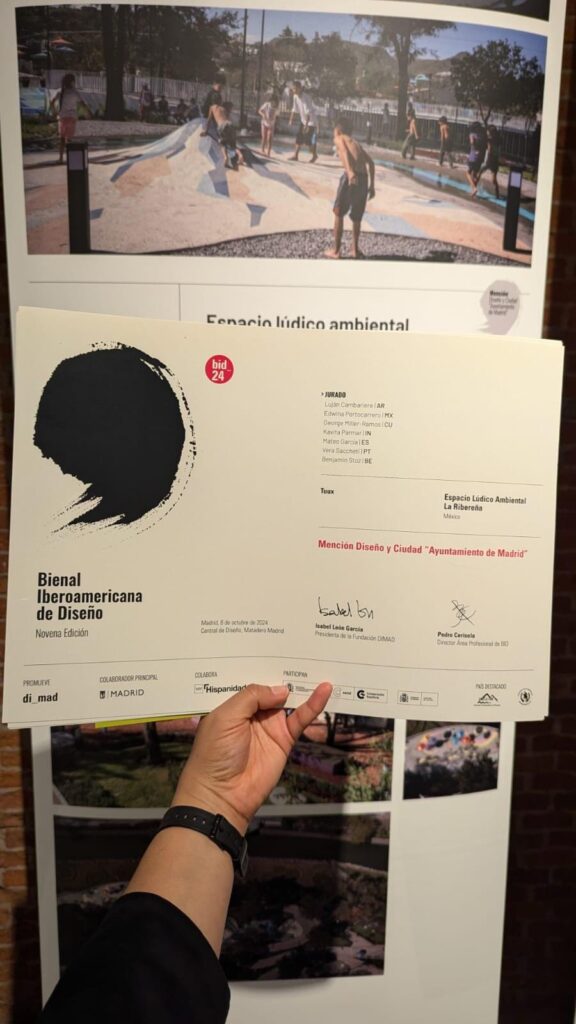 Mención
Diseño y Ciudad
"Ayuntamiento
de Madrid"
Espacio lúdico ambiental
bid_
24
JURADO
Luján Cambariere | AR
Edwina Portocarrero | MX
George Miller-Ramos | CU
Kavita Parmar | IN
Mateo García | ES
Vera Sacchetti | PT
Benjamin Stoz | BE
Tuux
Espacio Lúdico Ambiental
La Ribereña
México
Mención Diseño y Ciudad "Ayuntamiento de Madrid"
Bienal
Iberoamericana
de Diseño
Novena Edición
Madrid, 8 de octubre de 2024
Central de Diseño, Matadero Madrid
Isabel León García
Presidenta de la Fundación DIMAD
Pedro Carísola
Director Área Profesional de BID
PROMUEVE
di_mad
COLABORADOR PRINCIPAL
MADRID
COLABORA
Hispanidad
PARTICIPAN
PAÍS DESTACADO